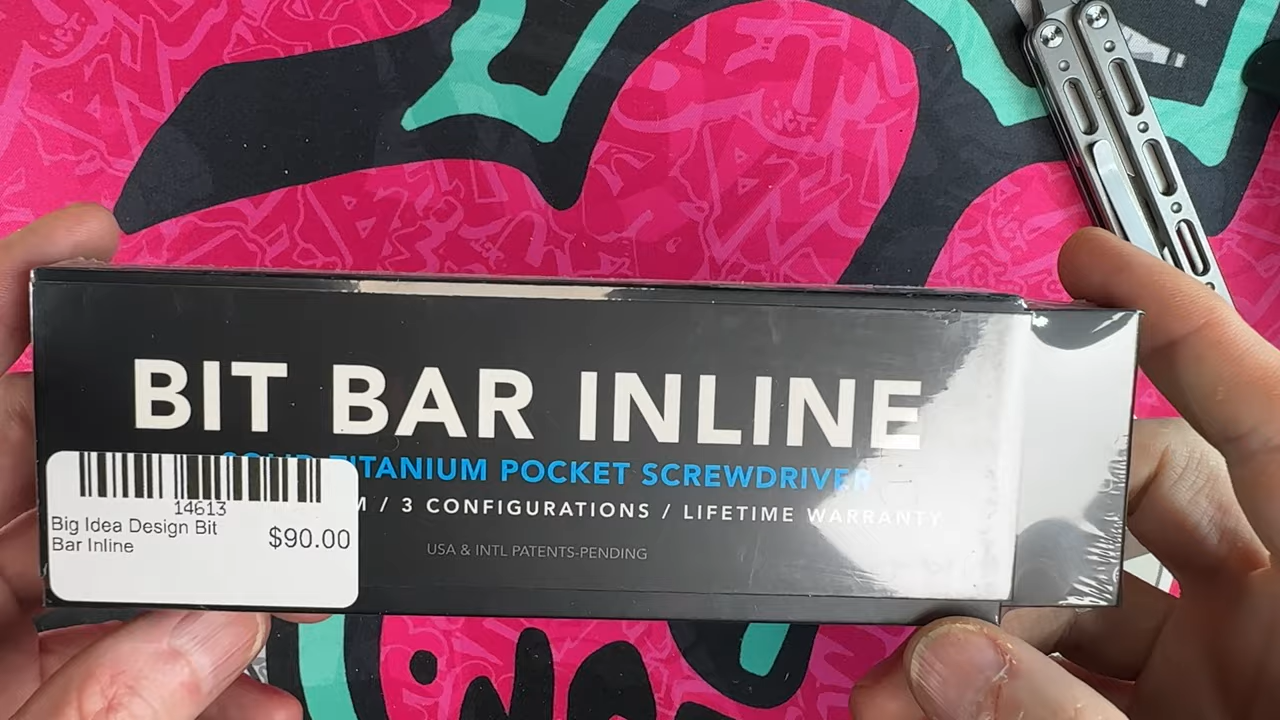 BIT BAR INLINE
SOLID TITANIUM POCKET SCREWDRIVER
M / 3 CONFIGURATIONS / LIFETIME WARRANTY
USA & INTL PATENTS-PENDING
14613
Big Idea Design Bit
Bar Inline
$90.00